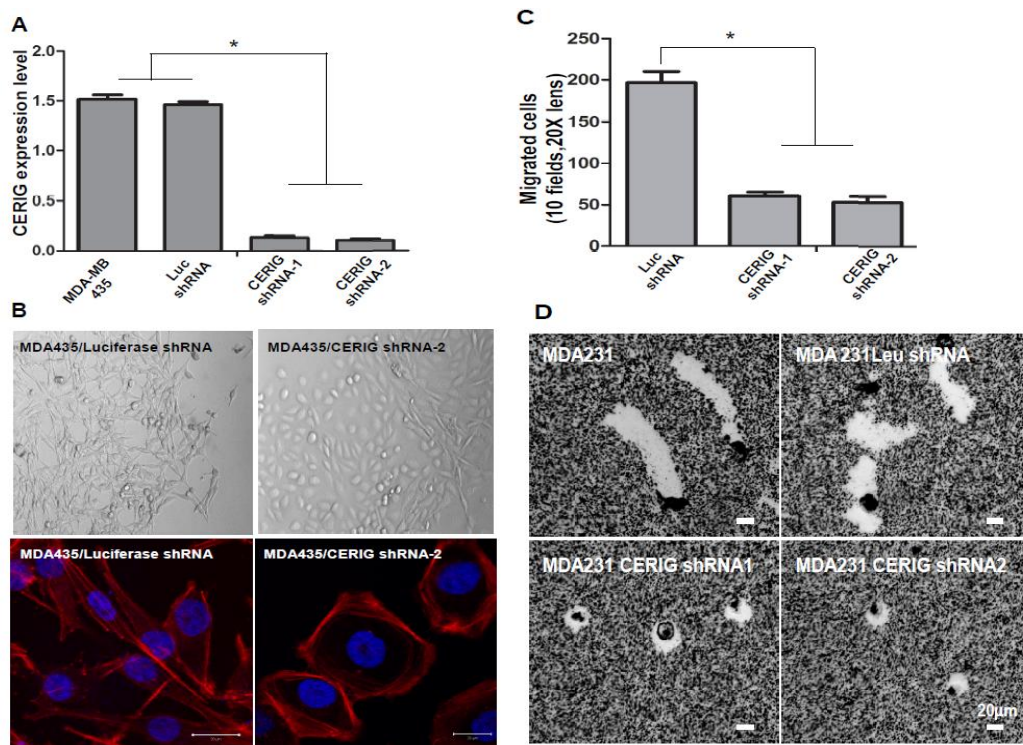 A
CERIG expression level
2.0
1.5
1.0
0.5
0.0
*
MDA-MB
435
Luc
shRNA
CERIG
shRNA-1
CERIG
shRNA-2
B
MDA435/Luciferase shRNA
MDA435/CERIG shRNA-2
MDA435/Luciferase shRNA
MDA435/CERIG shRNA-2
C
Migrated cells
(10 fields,20X lens)
250
200
150
100
50
0
*
Luc
shRNA
CERIG
shRNA-1
CERIG
shRNA-2
D
MDA231
MDA 231Leu shRNA
MDA231 CERIG shRNA1
MDA231 CERIG shRNA2
20µm